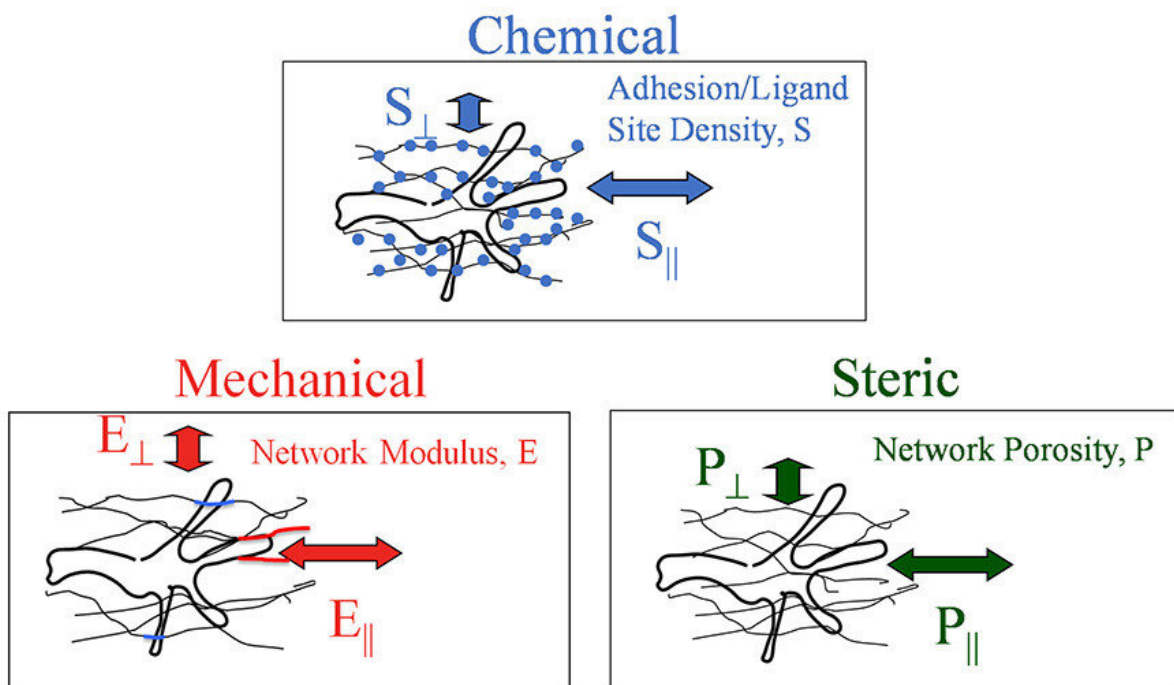 Chemical
S⊥
Adhesion/Ligand
Site Density, S
S||
Mechanical
E⊥
Network Modulus, E
E||
Steric
P⊥
Network Porosity, P
P||